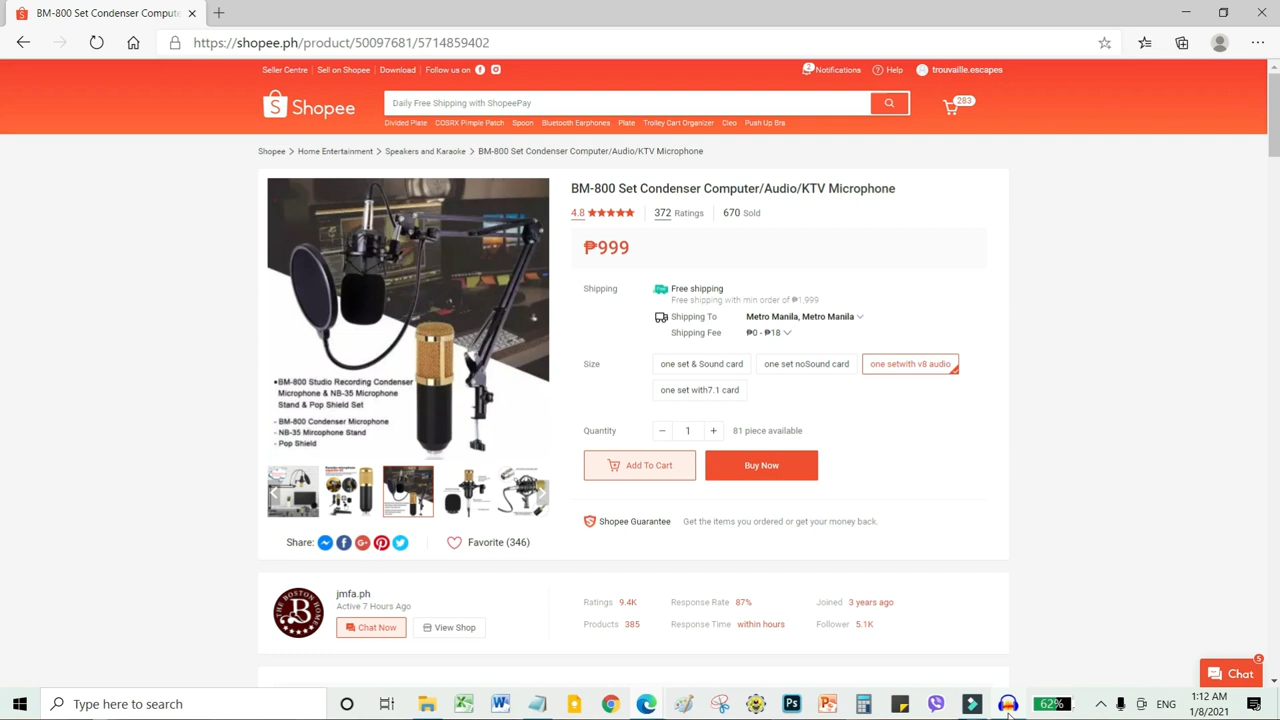 BM-800 Set Condenser Compute
https://shopee.ph/product/50097681/5714859402
Seller Centre Sell on Shopee Download Follow us on
2 Notifications Help trouvaille.escapes
Shopee
Daily Free Shipping with ShopeePay
283
Divided Plate COSRX Pimple Patch Spoon Bluetooth Earphones Plate Trolley Cart Organizer Cleo Push Up Bra
Shopee > Home Entertainment > Speakers and Karaoke > BM-800 Set Condenser Computer/Audio/KTV Microphone
BM-800 Set Condenser Computer/Audio/KTV Microphone
4.8 372 Ratings 670 Sold
₱999
Shipping Free shipping
Free shipping with min order of ₱1,999
Shipping To Metro Manila, Metro Manila
Shipping Fee ₱0 - ₱18
Size one set & Sound card one set noSound card one setwith v8 audio
one set with7.1 card
Quantity − 1 + 81 piece available
Add To Cart Buy Now
Shopee Guarantee Get the items you ordered or get your money back.
•BM-800 Studio Recording Condenser
Microphone & NB-35 Microphone
Stand & Pop Shield Set
- BM-800 Condenser Microphone
- NB-35 Mircophone Stand
- Pop Shield
Share: Favorite (346)
THE BOSTON HOME
B
jmfa.ph
Active 7 Hours Ago
Chat Now View Shop
Ratings 9.4K Response Rate 87% Joined 3 years ago
Products 385 Response Time within hours Follower 5.1K
Chat 5
Type here to search
62%
ENG
1:12 AM
1/8/2021